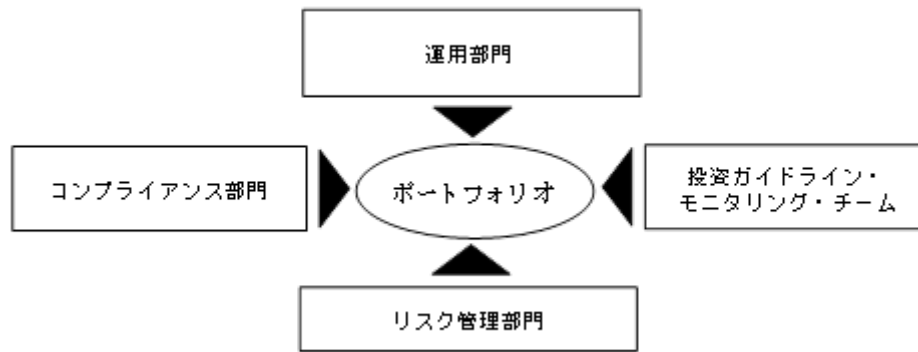 運用部門
コンプライアンス部門
ポートフォリオ
投資ガイドライン・
モニタリング・チーム
リスク管理部門